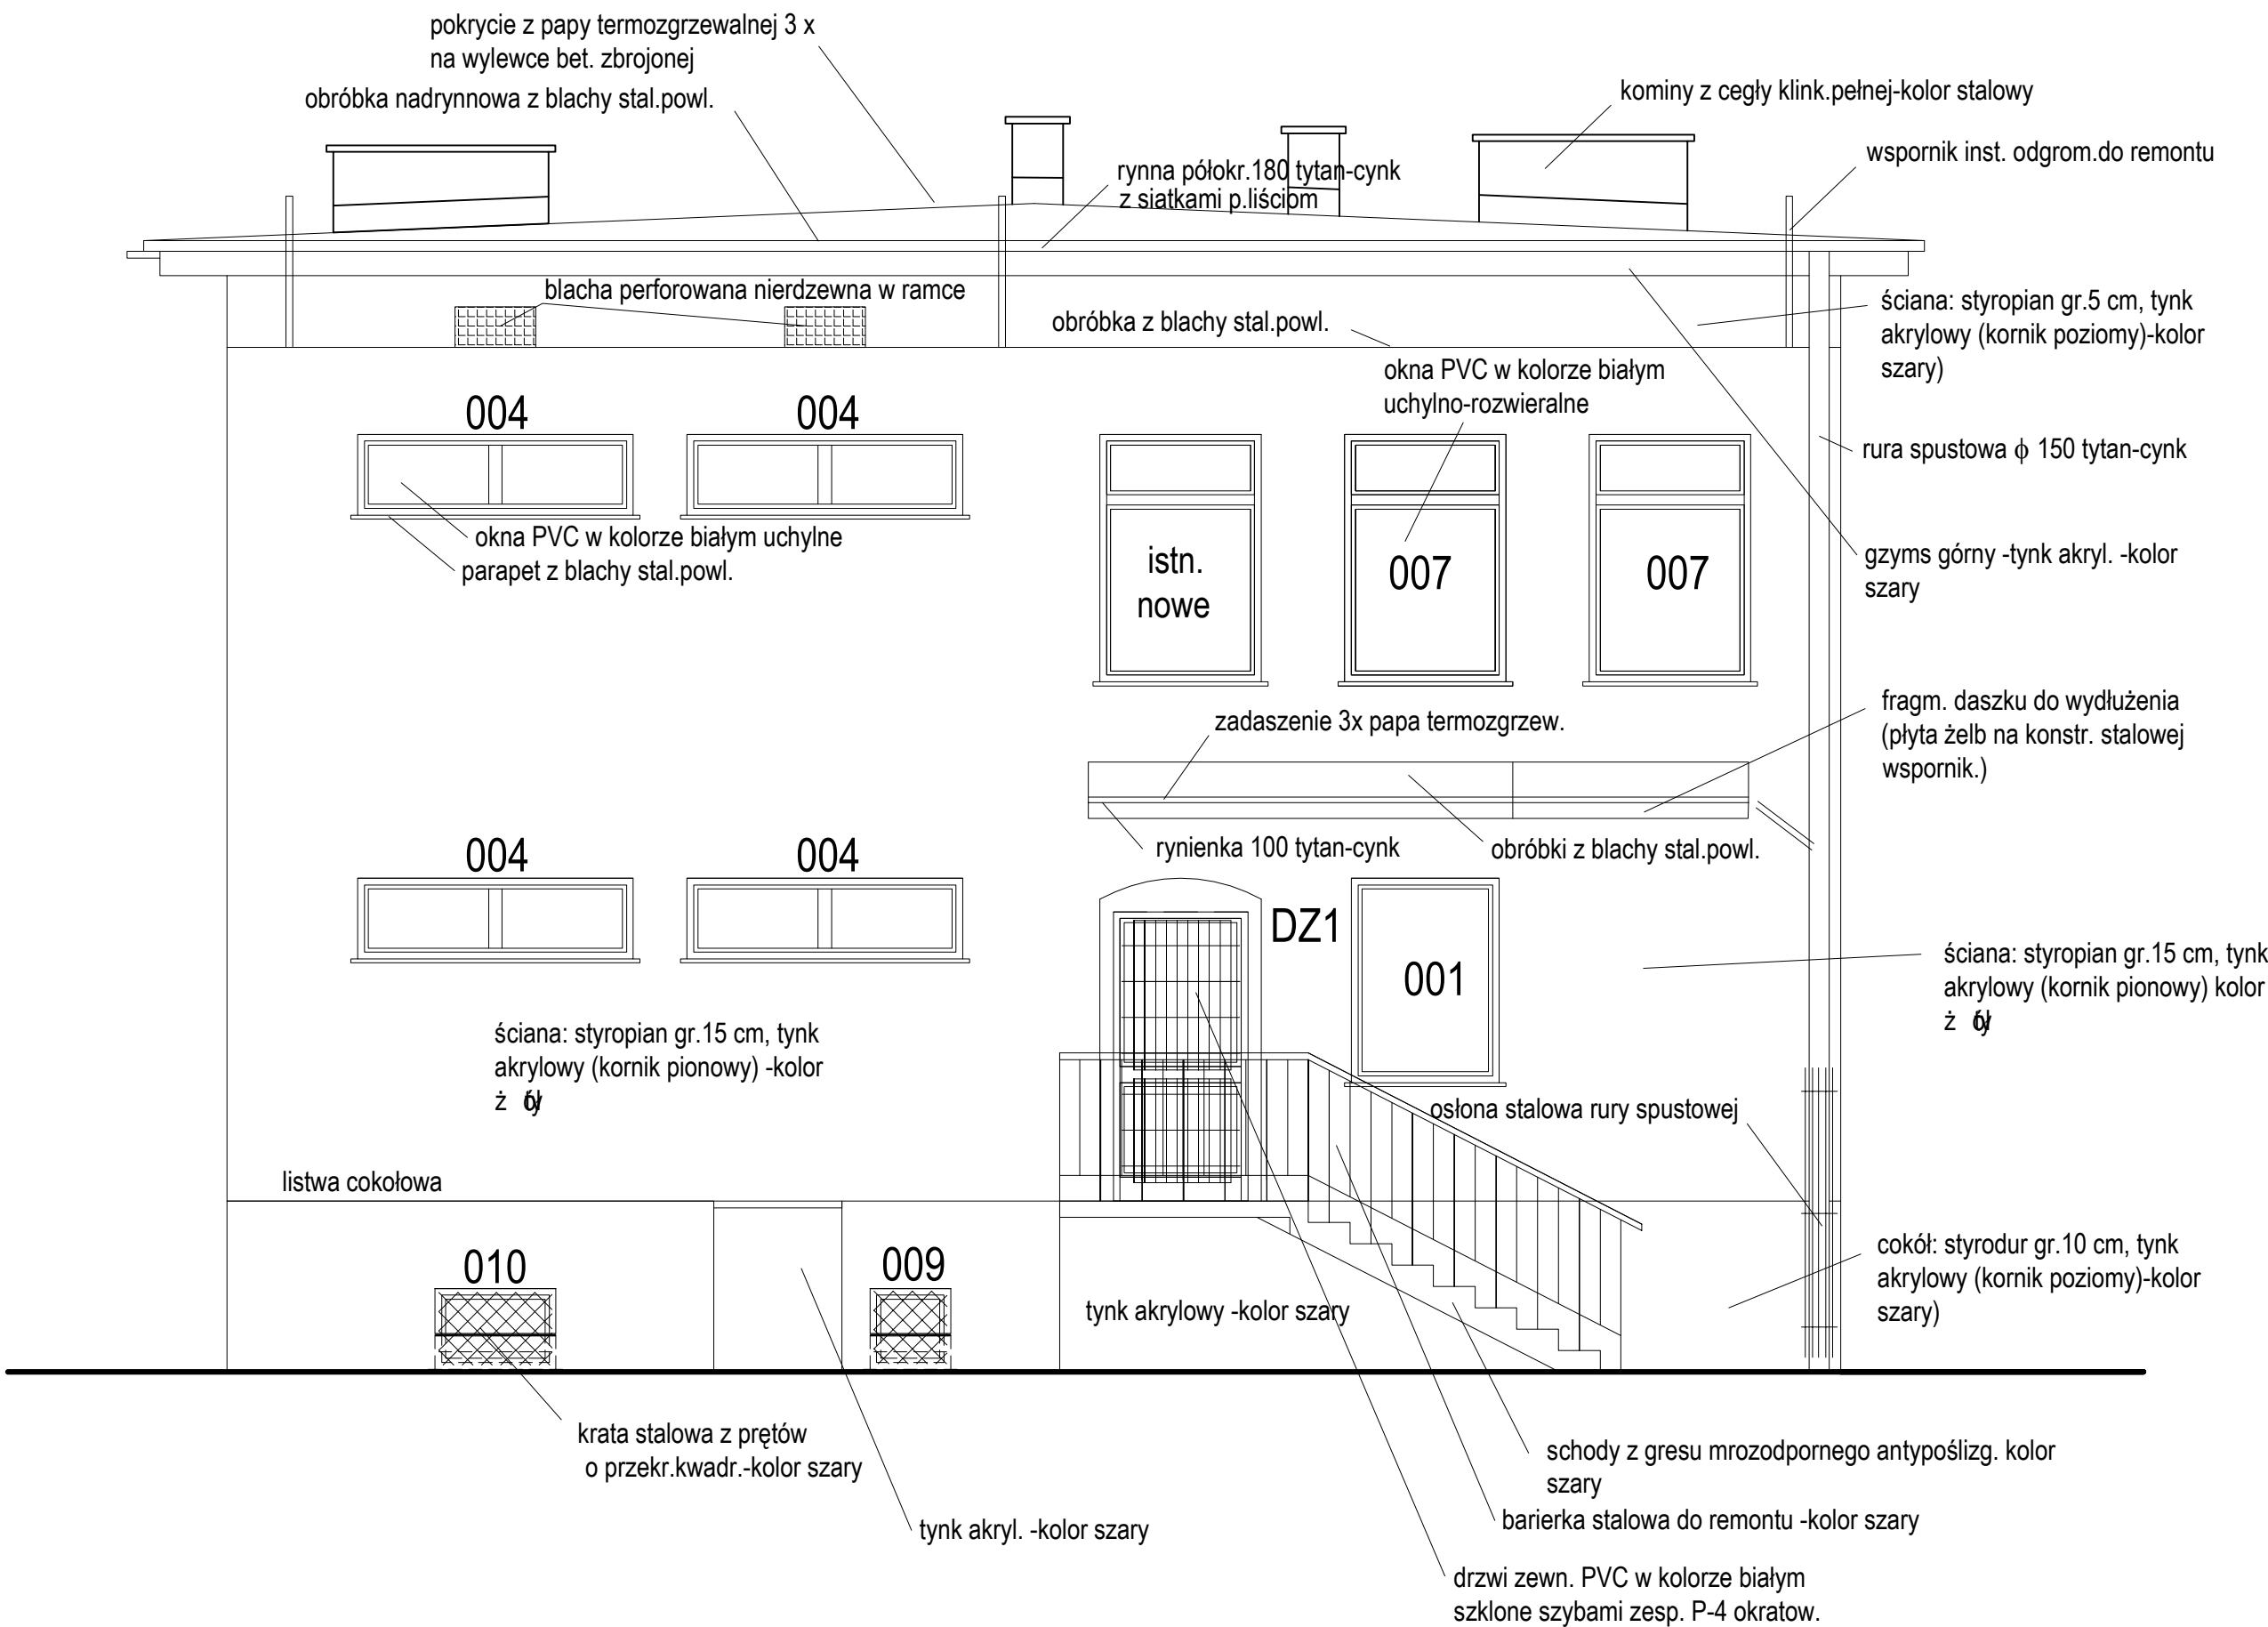 pokrycie z papy termozgrzewalnej 3 x
na wylewce bet. zbrojonej
obróbka nadrynnowa z blachy stal.powl.
kominy z cegły klink.pełnej-kolor stalowy
wspornik inst. odgrom.do remontu
rynna półokr.180 tytan-cynk
z siatkami p.liściom
blacha perforowana nierdzewna w ramce
obróbka z blachy stal.powl.
ściana: styropian gr.5 cm, tynk
akrylowy (kornik poziomy)-kolor
szary)
okna PVC w kolorze białym
uchylno-rozwieralne
004
004
rura spustowa ϕ 150 tytan-cynk
okna PVC w kolorze białym uchylne
parapet z blachy stal.powl.
istn.
nowe
007
007
gzyms górny -tynk akryl. -kolor
szary
fragm. daszku do wydłużenia
(płyta żelb na konstr. stalowej
wspornik.)
zadaszenie 3x papa termozgrzew.
rynienka 100 tytan-cynk
obróbki z blachy stal.powl.
004
004
DZ1
001
ściana: styropian gr.15 cm, tynk
akrylowy (kornik pionowy) kolor
ż
ściana: styropian gr.15 cm, tynk
akrylowy (kornik pionowy) -kolor
ż
osłona stalowa rury spustowej
listwa cokołowa
010
009
tynk akrylowy -kolor szary
cokół: styrodur gr.10 cm, tynk
akrylowy (kornik poziomy)-kolor
szary)
krata stalowa z prętów
o przekr.kwadr.-kolor szary
schody z gresu mrozodpornego antypoślizg. kolor
szary
tynk akryl. -kolor szary
barierka stalowa do remontu -kolor szary
drzwi zewn. PVC w kolorze białym
szklone szybami zesp. P-4 okratow.